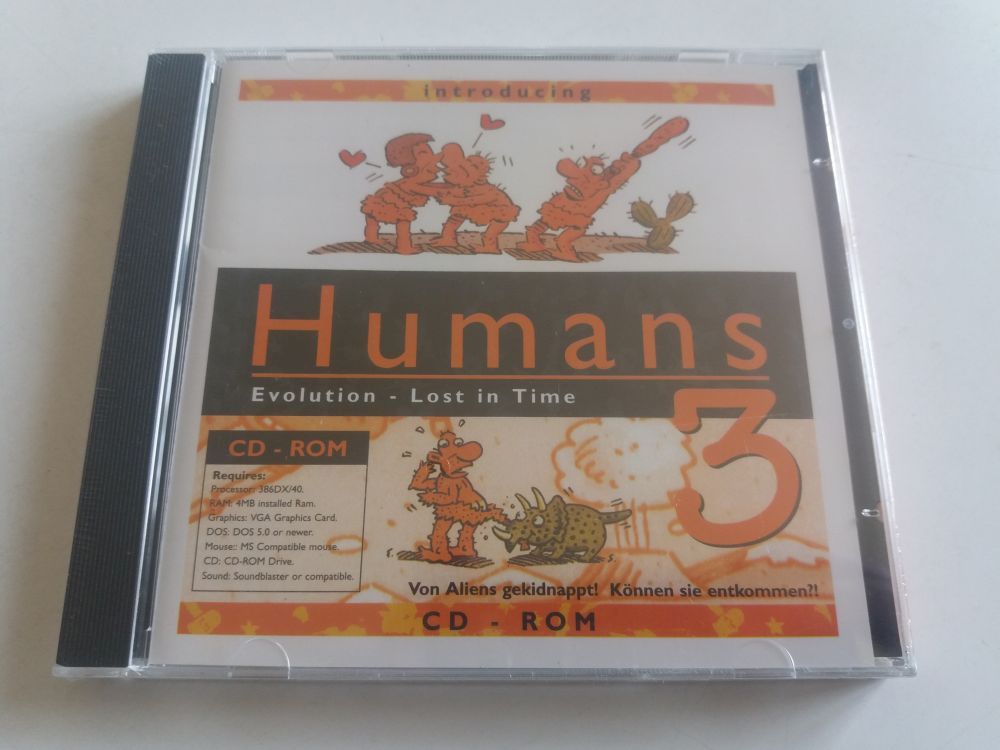 introducing
Humans
3
Evolution - Lost in Time
CD - ROM
Requires:
Processor: 386DX/40.
RAM: 4MB installed Ram.
Graphics: VGA Graphics Card.
DOS: DOS 5.0 or newer.
Mouse:: MS Compatible mouse.
CD: CD-ROM Drive.
Sound: Soundblaster or compatible.
Von Aliens gekidnappt! Können sie entkommen?!
CD - ROM